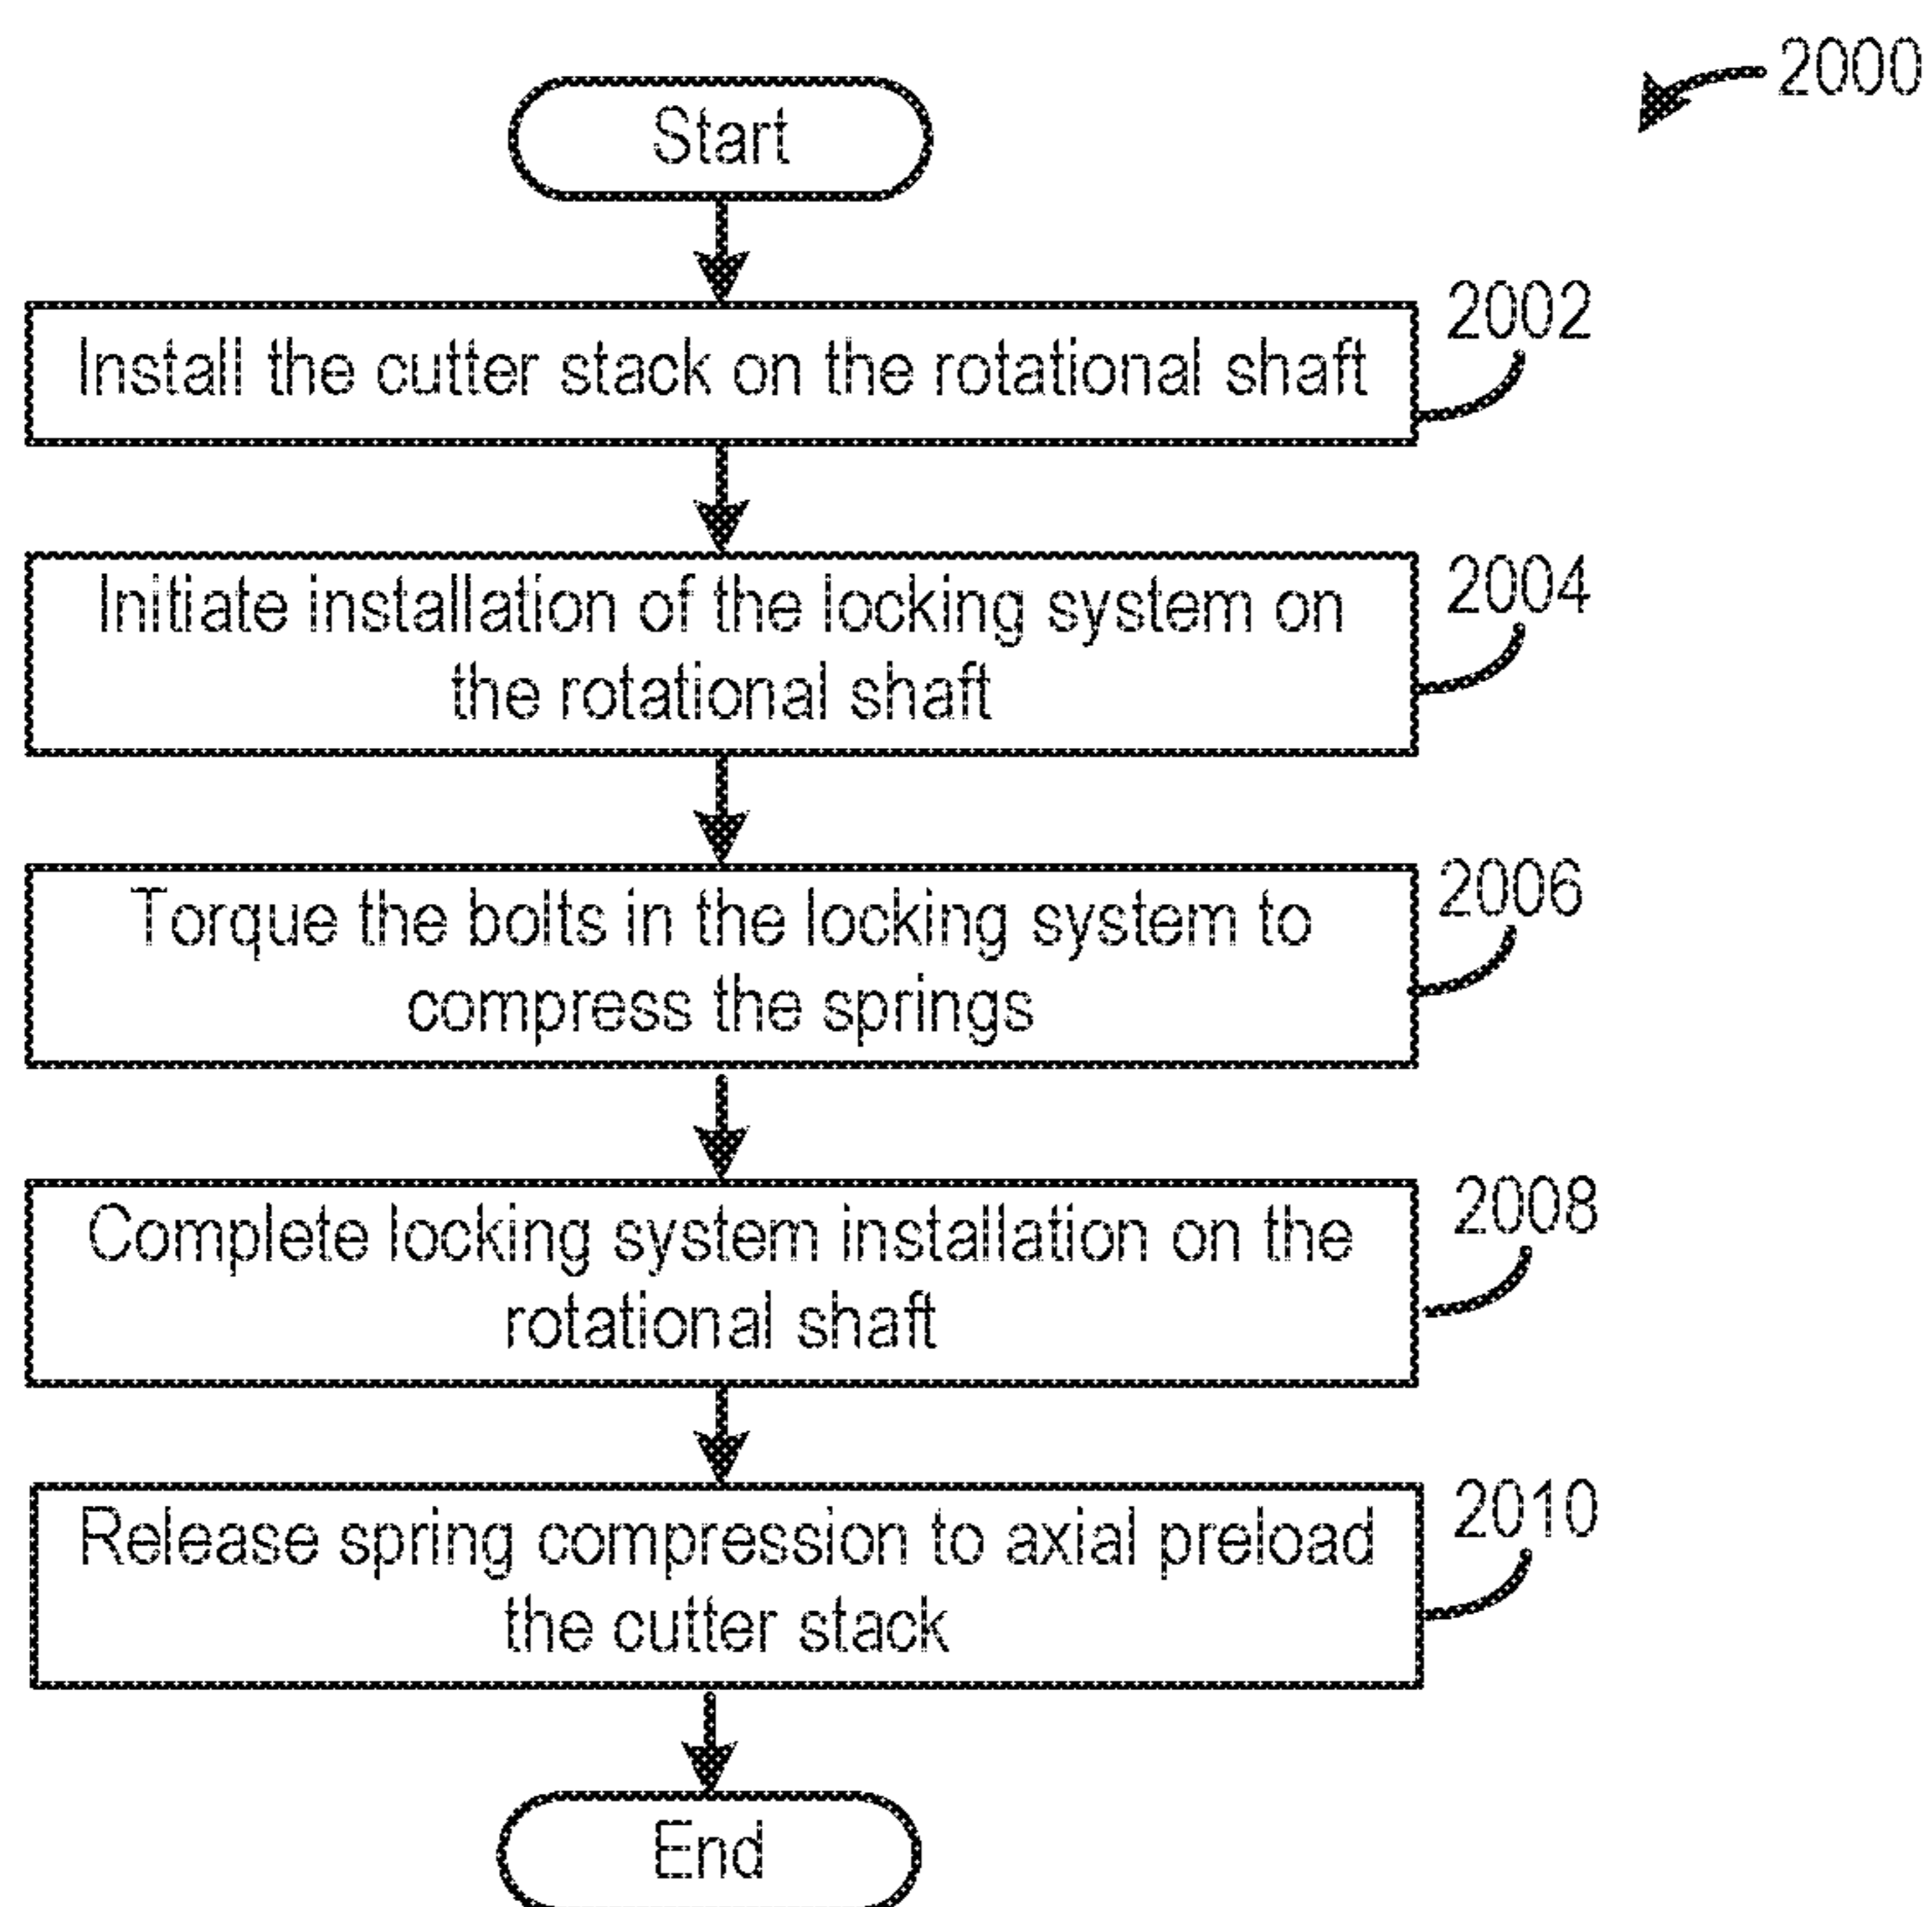 2000
Start
2002
Install the cutter stack on the rotational shaft
2004
Initiate installation of the locking system on
the rotational shaft
2006
Torque the bolts in the locking system to
compress the springs
2008
Complete locking system installation on the
rotational shaft
2010
Release spring compression to axial preload
the cutter stack
End